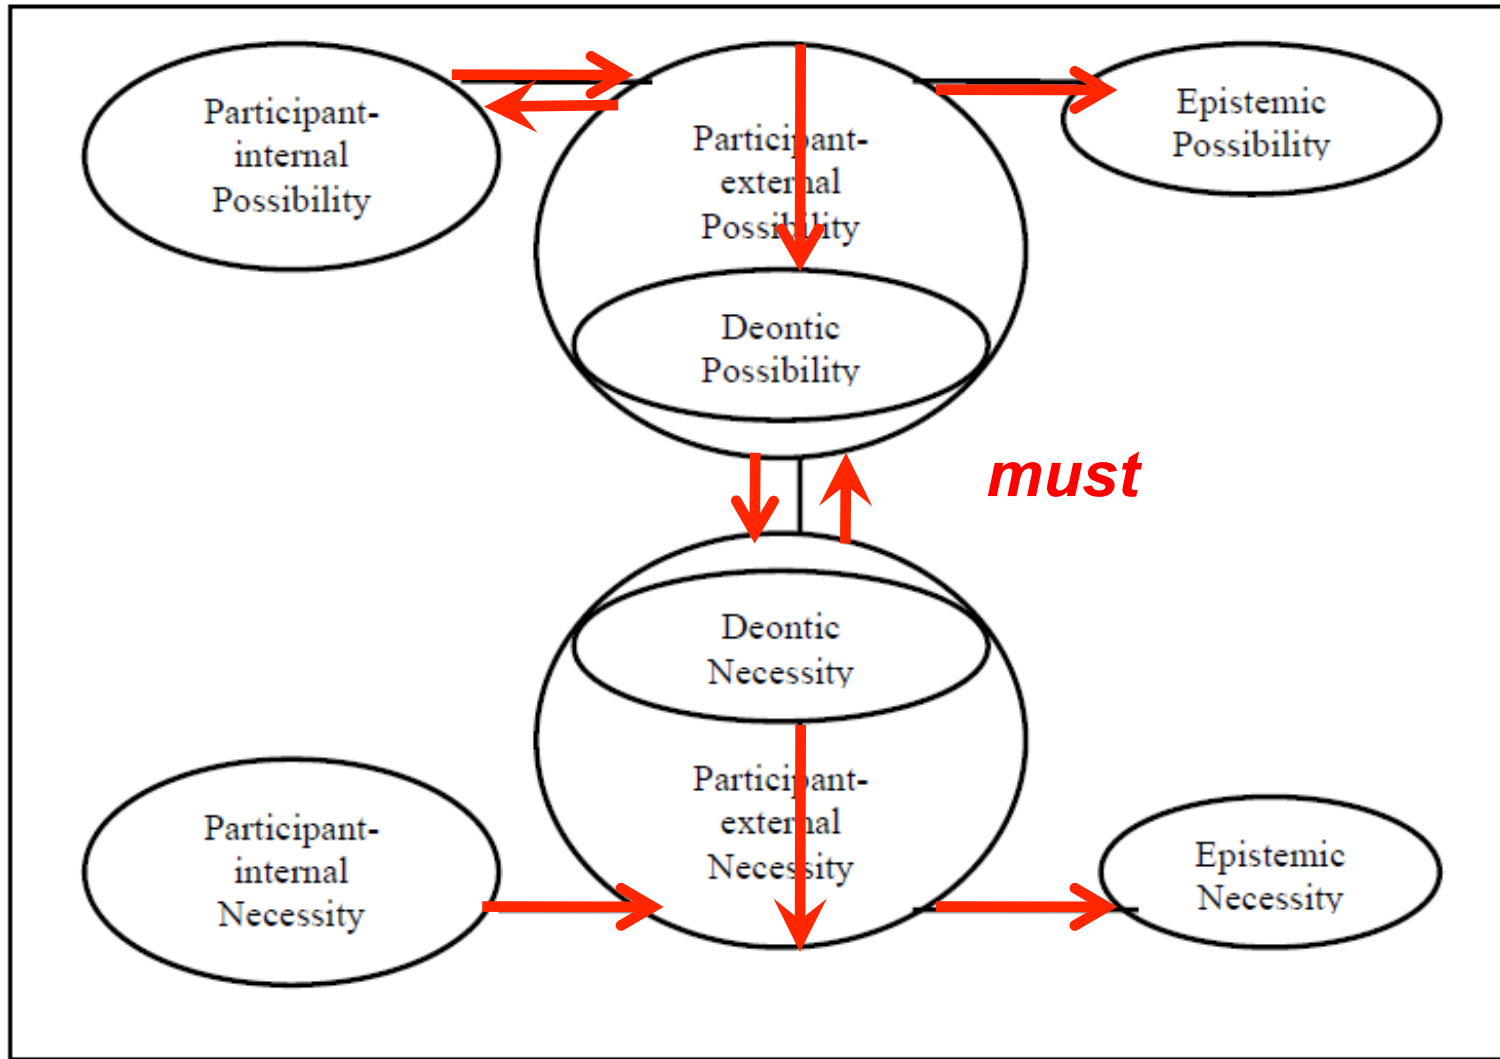 Participant-
internal
Possibility
Participant-
external
Possibility
Epistemic
Possibility
Deontic
Possibility
must
Deontic
Necessity
Participant-
internal
Necessity
Participant-
external
Necessity
Epistemic
Necessity